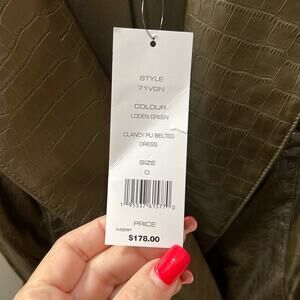 STYLE
71VGN
COLOUR
LODEN GREEN
CLANCY PU BELTED
DRESS
SIZE
0
PRICE
MSRP
$178.00